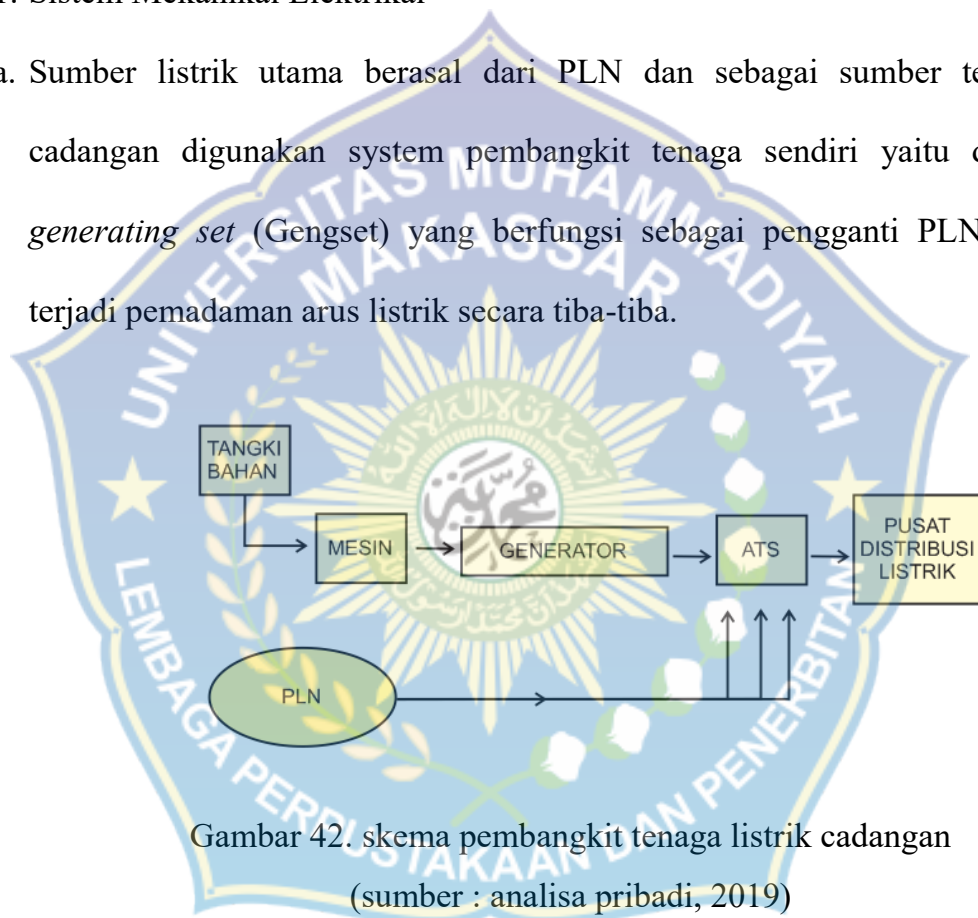 Sistem Mekanikal Elektrikal
a. Sumber listrik utama berasal dari PLN dan sebagai sumber
cadangan digunakan system pembangkit tenaga sendiri yaitu
generating set (Gengset) yang berfungsi sebagai pengganti PLN
terjadi pemadaman arus listrik secara tiba-tiba.
UNIVERSITAS MUHAMMADIYAH
MAKASSAR
TANGKI
BAHAN
MESIN
GENERATOR
ATS
PUSAT
DISTRIBUSI
LISTRIK
PLN
LEMBAGA PERPUSTAKAAN DAN PENERBITAN
Gambar 42. skema pembangkit tenaga listrik cadangan
(sumber : analisa pribadi, 2019)